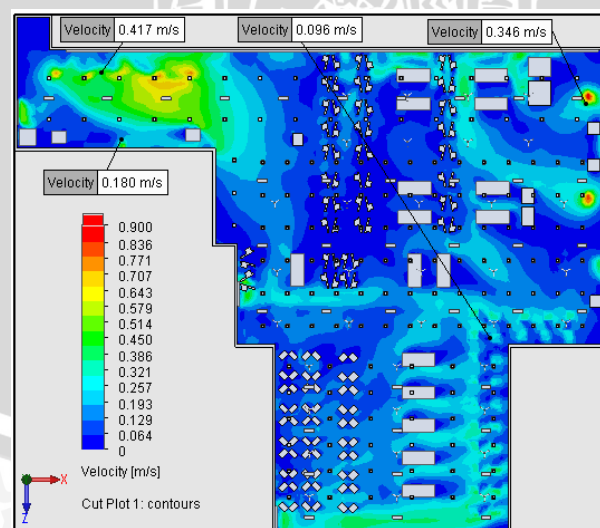 Velocity 0.417 m/s
Velocity 0.096 m/s
Velocity 0.346 m/s
Velocity 0.180 m/s
0.900
0.836
0.771
0.707
0.643
0.579
0.514
0.450
0.386
0.321
0.257
0.193
0.129
0.064
0
Velocity [m/s]
Cut Plot 1: contours
X
Z